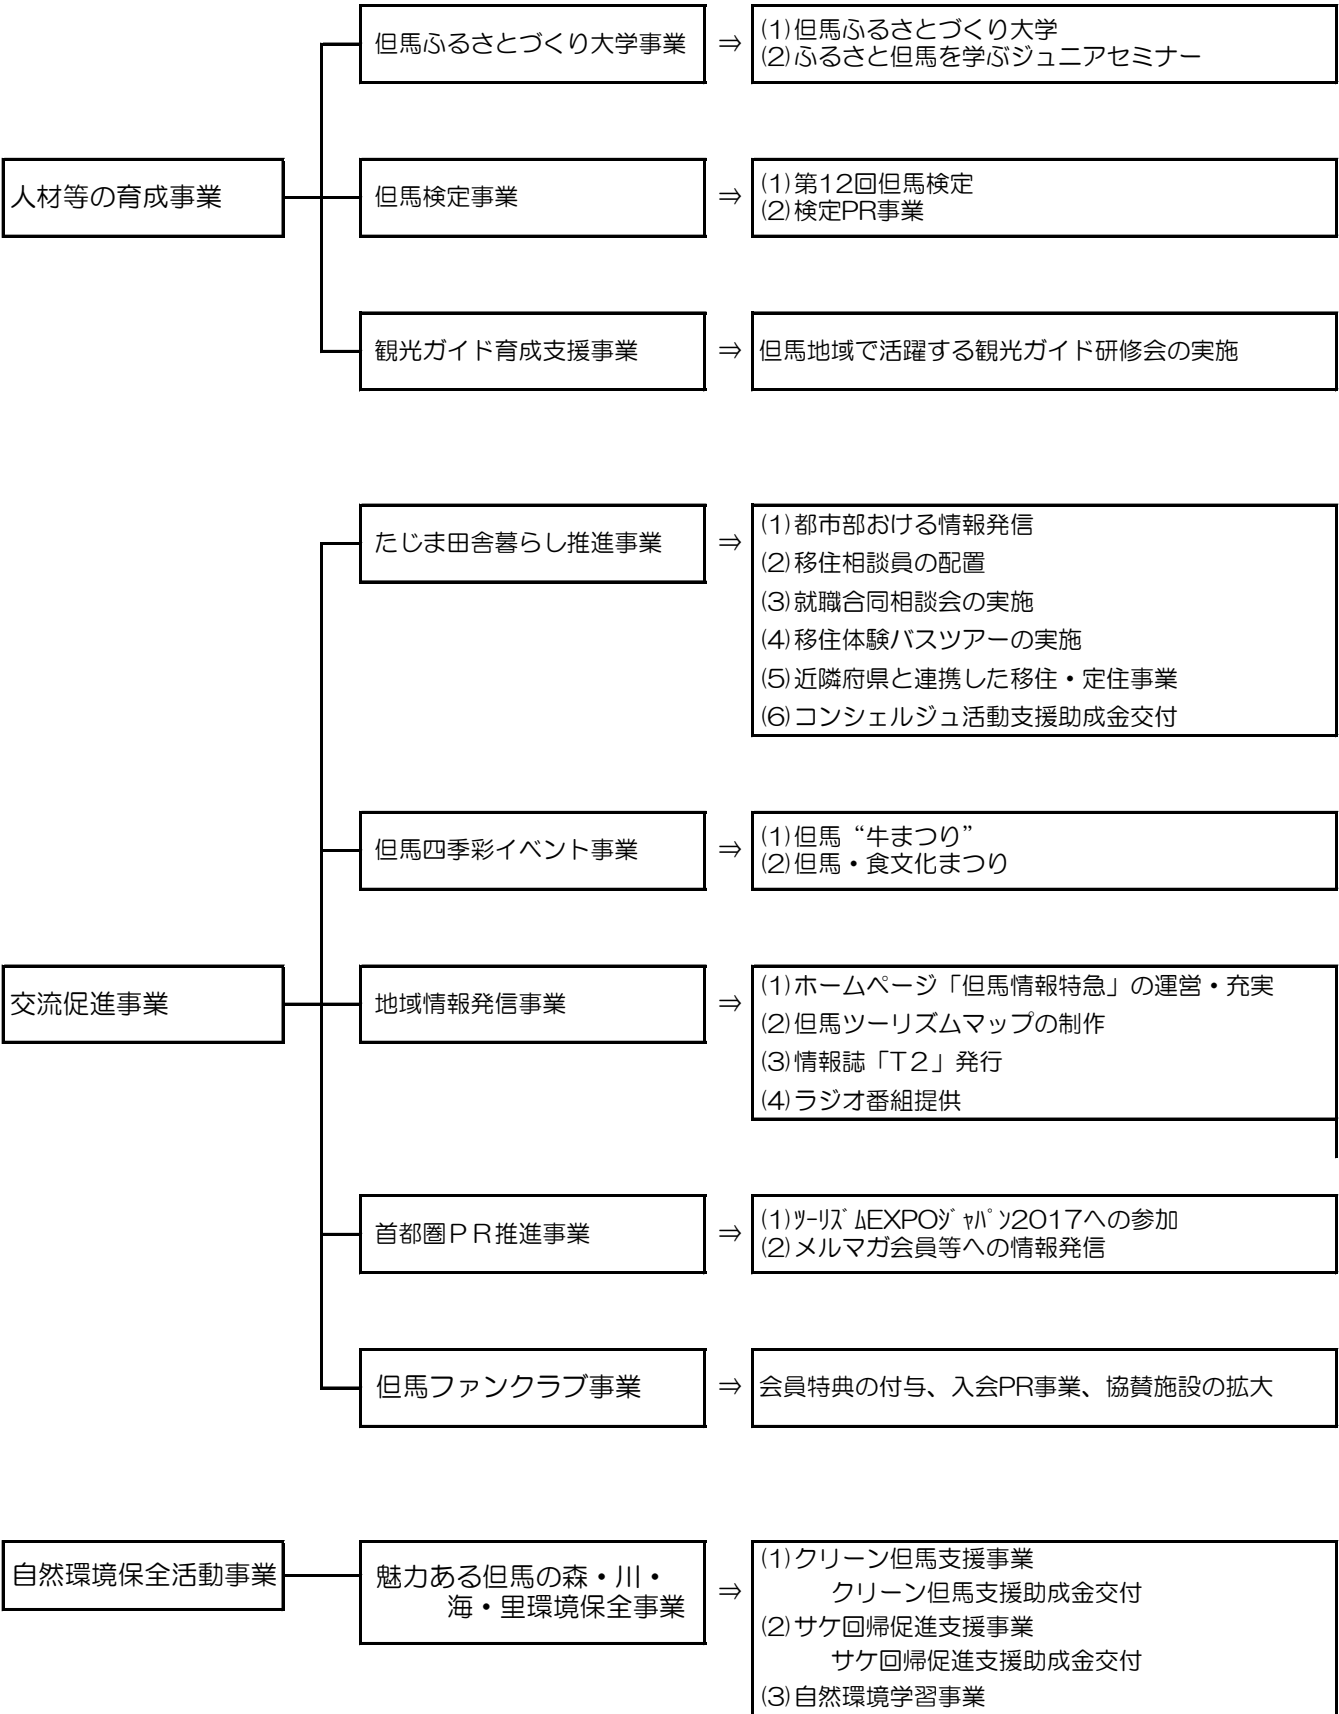 但馬ふるさとづくり大学事業
⇒
(1)但馬ふるさとづくり大学
(2)ふるさと但馬を学ぶジュニアセミナー
人材等の育成事業
但馬検定事業
⇒
(1)第12回但馬検定
(2)検定PR事業
観光ガイド育成支援事業
⇒
但馬地域で活躍する観光ガイド研修会の実施
たじま田舎暮らし推進事業
⇒
(1)都市部おける情報発信
(2)移住相談員の配置
(3)就職合同相談会の実施
(4)移住体験バスツアーの実施
(5)近隣府県と連携した移住・定住事業
(6)コンシェルジュ活動支援助成金交付
但馬四季彩イベント事業
⇒
(1)但馬“牛まつり”
(2)但馬・食文化まつり
交流促進事業
地域情報発信事業
⇒
(1)ホームページ「但馬情報特急」の運営・充実
(2)但馬ツーリズムマップの制作
(3)情報誌「T2」発行
(4)ラジオ番組提供
首都圏PR推進事業
⇒
(1)ﾂｰﾘｽﾞﾑEXPOｼﾞｬﾊﾟﾝ2017への参加
(2)メルマガ会員等への情報発信
但馬ファンクラブ事業
⇒
会員特典の付与、入会PR事業、協賛施設の拡大
自然環境保全活動事業
魅力ある但馬の森・川・
海・里環境保全事業
⇒
(1)クリーン但馬支援事業
クリーン但馬支援助成金交付
(2)サケ回帰促進支援事業
サケ回帰促進支援助成金交付
(3)自然環境学習事業